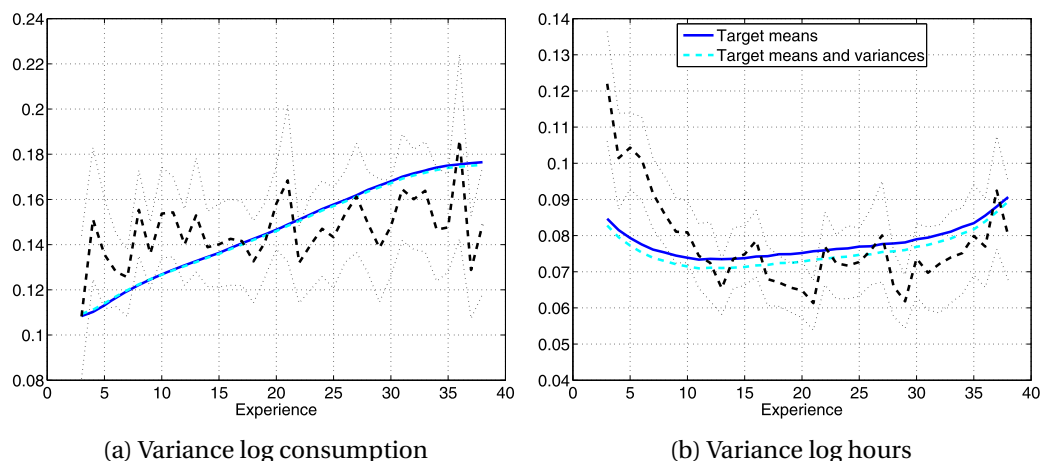 0.24
0.22
0.2
0.18
0.16
0.14
0.12
0.1
0.08
0 5 10 15 20 25 30 35 40
Experience
(a) Variance log consumption
0.14
0.13
0.12
0.11
0.1
0.09
0.08
0.07
0.06
0.05
0.04
Target means
Target means and variances
0 5 10 15 20 25 30 35 40
Experience
(b) Variance log hours